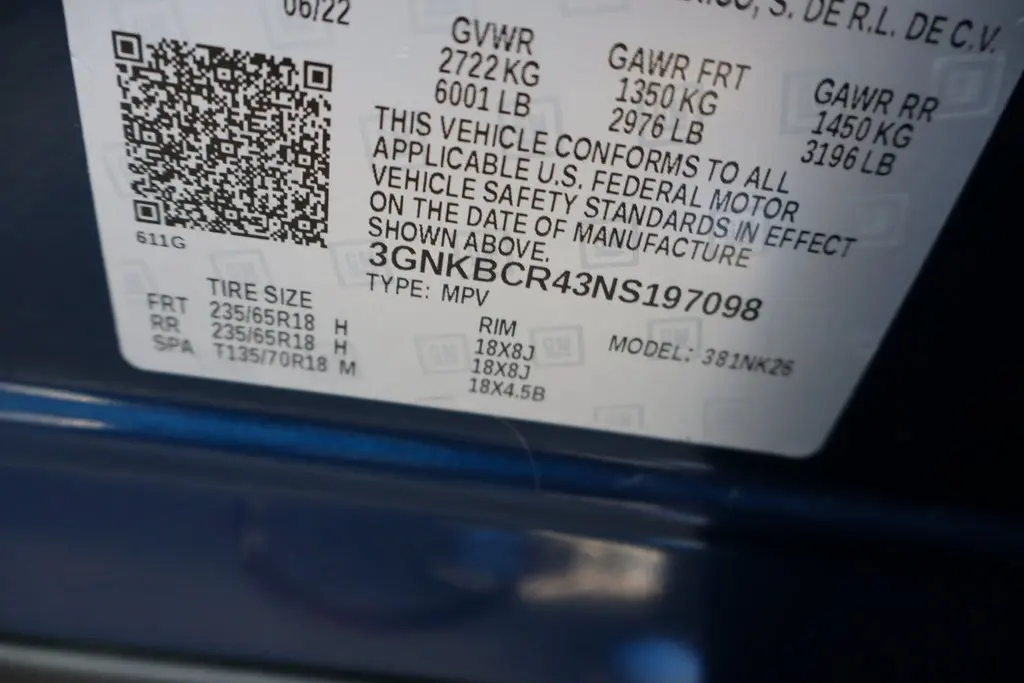 06/22
S. DE R.L. DE C.V.
GVWR
2722 KG
6001 LB
GAWR FRT
1350 KG
2976 LB
GAWR RR
1450 KG
3196 LB
THIS VEHICLE CONFORMS TO ALL
APPLICABLE U.S. FEDERAL MOTOR
VEHICLE SAFETY STANDARDS IN EFFECT
ON THE DATE OF MANUFACTURE
SHOWN ABOVE.
3GNKBCR43NS197098
TYPE: MPV
611G
TIRE SIZE RIM
FRT 235/65R18 H 18X8J
RR 235/65R18 H 18X8J
SPA T135/70R18 M 18X4.5B
MODEL: 381NK26